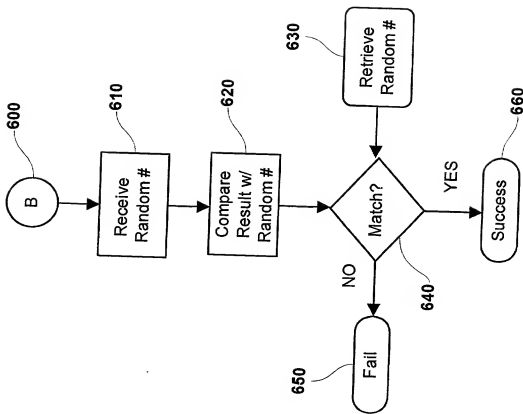 600
B
610
Receive
Random #
620
Compare
Result w/
Random #
630
Retrieve
Random #
Match?
640
NO
YES
650
Fail
660
Success